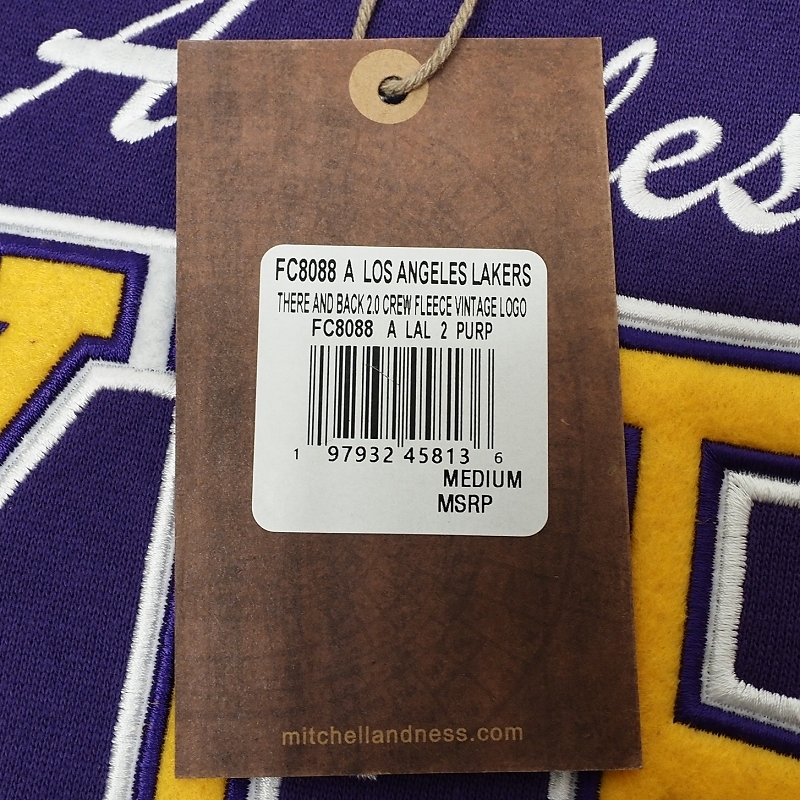 A les
FC8088 A LOS ANGELES LAKERS
THERE AND BACK 2.0 CREW FLEECE VINTAGE LOGO
FC8088 A LAL 2 PURP
1 97932 45813 6
MEDIUM
MSRP
mitchellandness.com